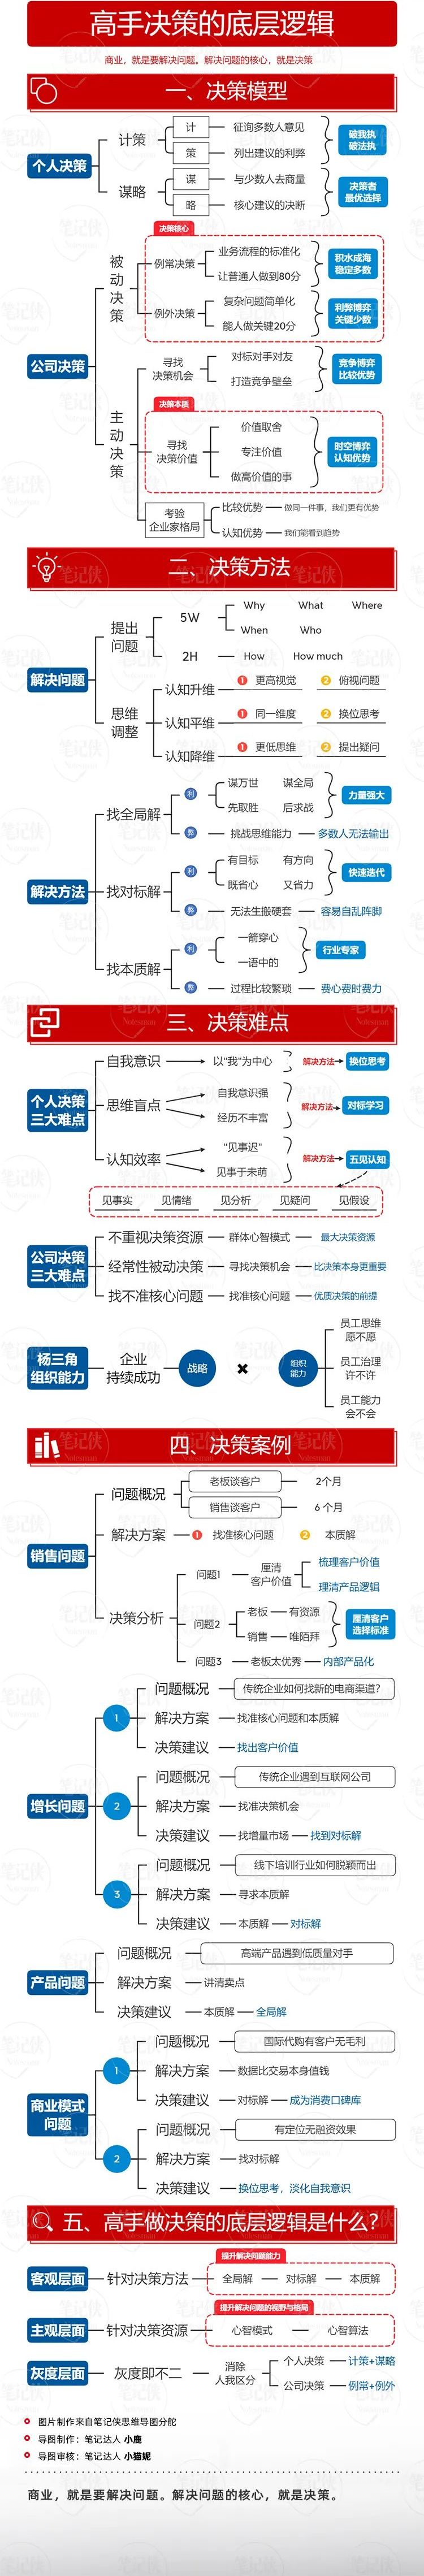 高手决策的底层逻辑
商业，就是要解决问题。解决问题的核心，就是决策
一、决策模型
个人决策
计策
计
征询多数人意见
策
列出建议的利弊
破我执
破法执
谋略
谋
与少数人去商量
略
核心建议的决断
决策者
最优选择
公司决策
被动决策
决策核心
例常决策
业务流程的标准化
让普通人做到80分
积水成海
稳定多数
例外决策
复杂问题简单化
能人做关键20分
利弊博弈
关键少数
主动决策
寻找
决策机会
对标对手对友
打造竞争壁垒
竞争博弈
比较优势
决策本质
寻找
决策价值
价值取舍
专注价值
做高价值的事
时空博弈
认知优势
考验
企业家格局
比较优势
做同一件事，我们更有优势
认知优势
我们能看到趋势
二、决策方法
解决问题
提出
问题
5W
Why What Where
When Who
2H
How How much
思维
调整
认知升维
1 更高视觉 2 俯视问题
认知平维
1 同一维度 2 换位思考
认知降维
1 更低思维 2 提出疑问
解决方法
找全局解
利
谋万世 谋全局
先取胜 后求战
力量强大
弊
挑战思维能力
多数人无法输出
找对标解
利
有目标 有方向
既省心 又省力
快速迭代
弊
无法生搬硬套
容易自乱阵脚
找本质解
利
一箭穿心
一语中的
行业专家
弊
过程比较繁琐
费心费时费力
三、决策难点
个人决策
三大难点
自我意识
以"我"为中心
解决方法
换位思考
思维盲点
自我意识强
经历不丰富
解决方法
对标学习
认知效率
"见事迟"
见事于未萌
解决方法
五见认知
见事实 见情绪 见分析 见疑问 见假设
公司决策
三大难点
不重视决策资源
群体心智模式
最大决策资源
经常性被动决策
寻找决策机会
比决策本身更重要
找不准核心问题
找准核心问题
优质决策的前提
杨三角
组织能力
企业
持续成功
战略
组织
能力
员工思维
愿不愿
员工治理
许不许
员工能力
会不会
四、决策案例
销售问题
问题概况
老板谈客户
2个月
销售谈客户
6 个月
解决方案
1 找准核心问题 2 本质解
决策分析
问题1
厘清
客户价值
梳理客户价值
理清产品逻辑
问题2
老板
有资源
销售
唯陌拜
厘清客户
选择标准
问题3
老板太优秀
内部产品化
增长问题
1
问题概况
传统企业如何找新的电商渠道？
解决方案
找准核心问题和本质解
决策建议
找出客户价值
2
问题概况
传统企业遇到互联网公司
解决方案
找准决策机会
决策建议
找增量市场
找到对标解
3
问题概况
线下培训行业如何脱颖而出
解决方案
寻求本质解
决策建议
本质解
对标解
产品问题
问题概况
高端产品遇到低质量对手
解决方案
讲清卖点
决策建议
本质解
全局解
商业模式
问题
1
问题概况
国际代购有客户无毛利
解决方案
数据比交易本身值钱
决策建议
对标解
成为消费口碑库
2
问题概况
有定位无融资效果
解决方案
找对标解
决策建议
换位思考，淡化自我意识
五、高手做决策的底层逻辑是什么？
客观层面
针对决策方法
提升解决问题能力
全局解
对标解
本质解
主观层面
针对决策资源
提升解决问题的视野与格局
心智模式
心智算法
灰度层面
灰度即不二
消除
人我区分
个人决策
计策+谋略
公司决策
例常+例外
图片制作来自笔记侠思维导图分舵
导图制作：笔记达人 小鹿
导图审核：笔记达人 小猫妮
商业，就是要解决问题。解决问题的核心，就是决策。